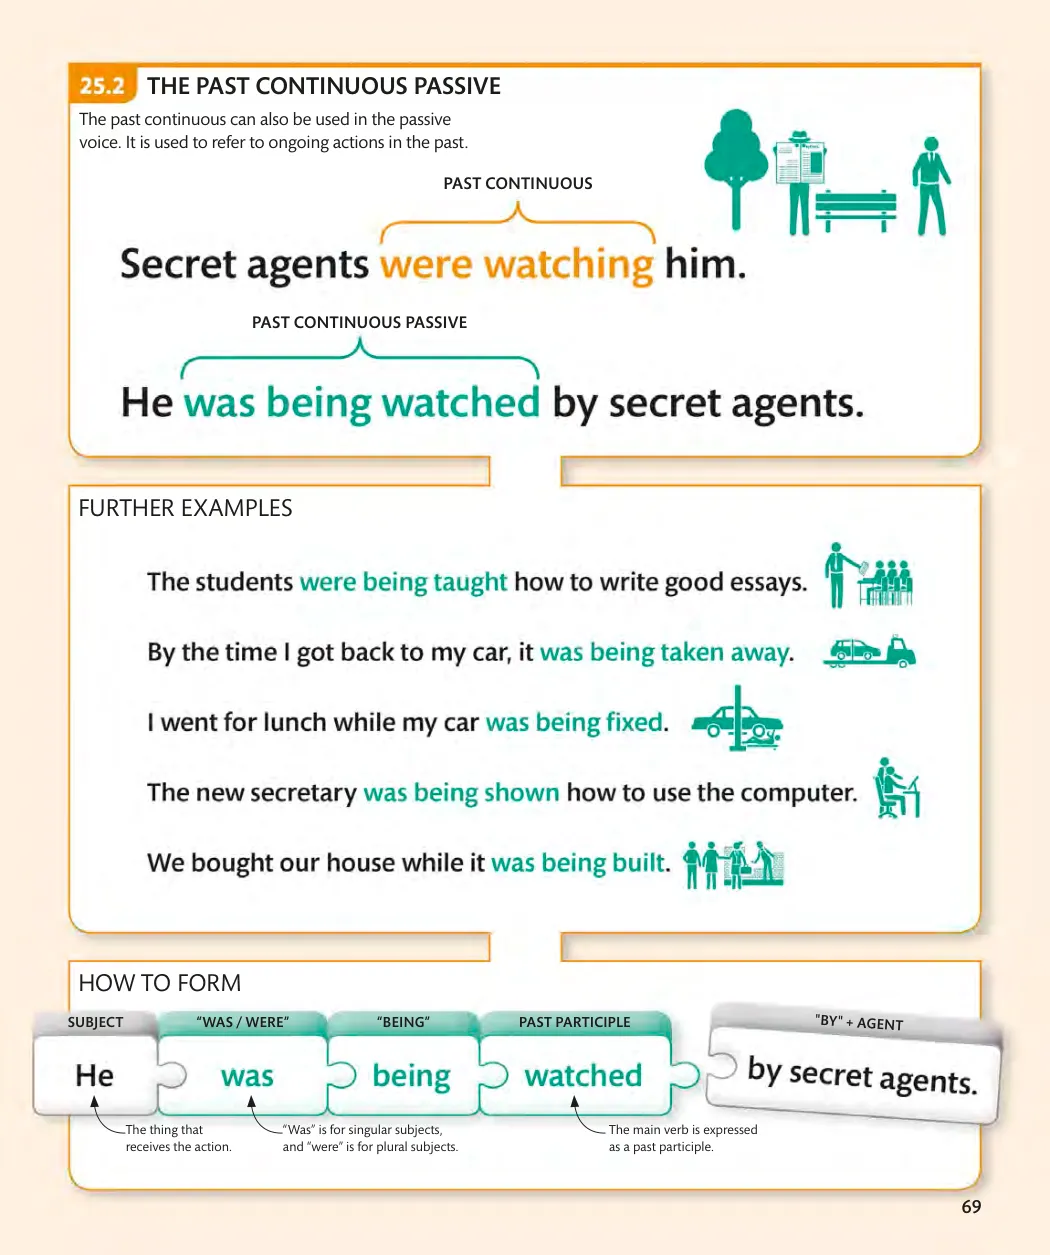 25.2 THE PAST CONTINUOUS PASSIVE
The past continuous can also be used in the passive
voice. It is used to refer to ongoing actions in the past.
PAST CONTINUOUS
Secret agents were watching him.
PAST CONTINUOUS PASSIVE
He was being watched by secret agents.
FURTHER EXAMPLES
The students were being taught how to write good essays.
By the time I got back to my car, it was being taken away.
I went for lunch while my car was being fixed.
The new secretary was being shown how to use the computer.
We bought our house while it was being built.
HOW TO FORM
SUBJECT
"WAS / WERE"
"BEING"
PAST PARTICIPLE
"BY" + AGENT
He
was
being
watched
by secret agents.
The thing that
receives the action.
"Was" is for singular subjects,
and "were" is for plural subjects.
The main verb is expressed
as a past participle.
69